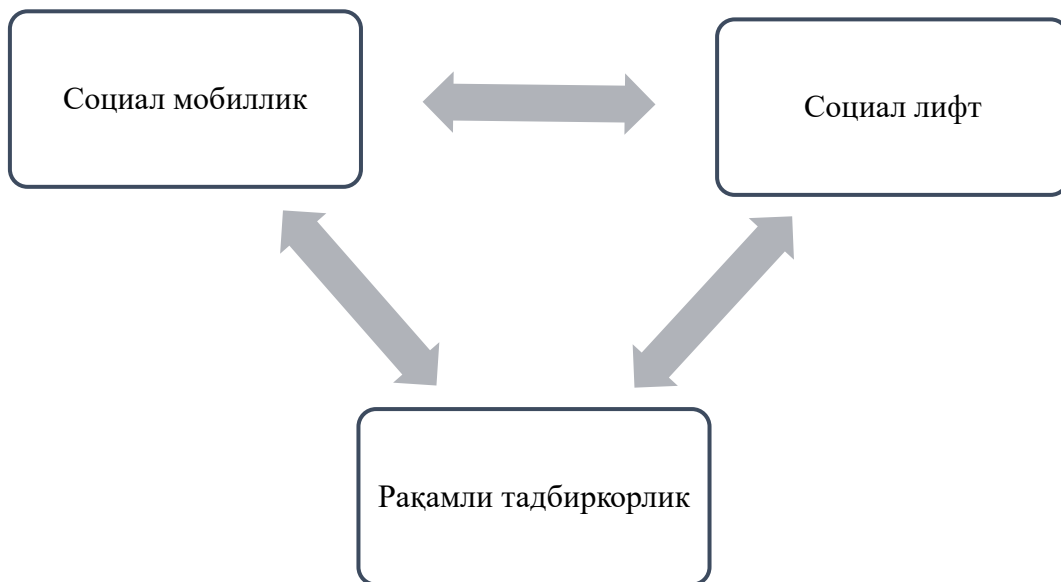 Социал мобиллик
Социал лифт
Рақамли тадбиркорлик